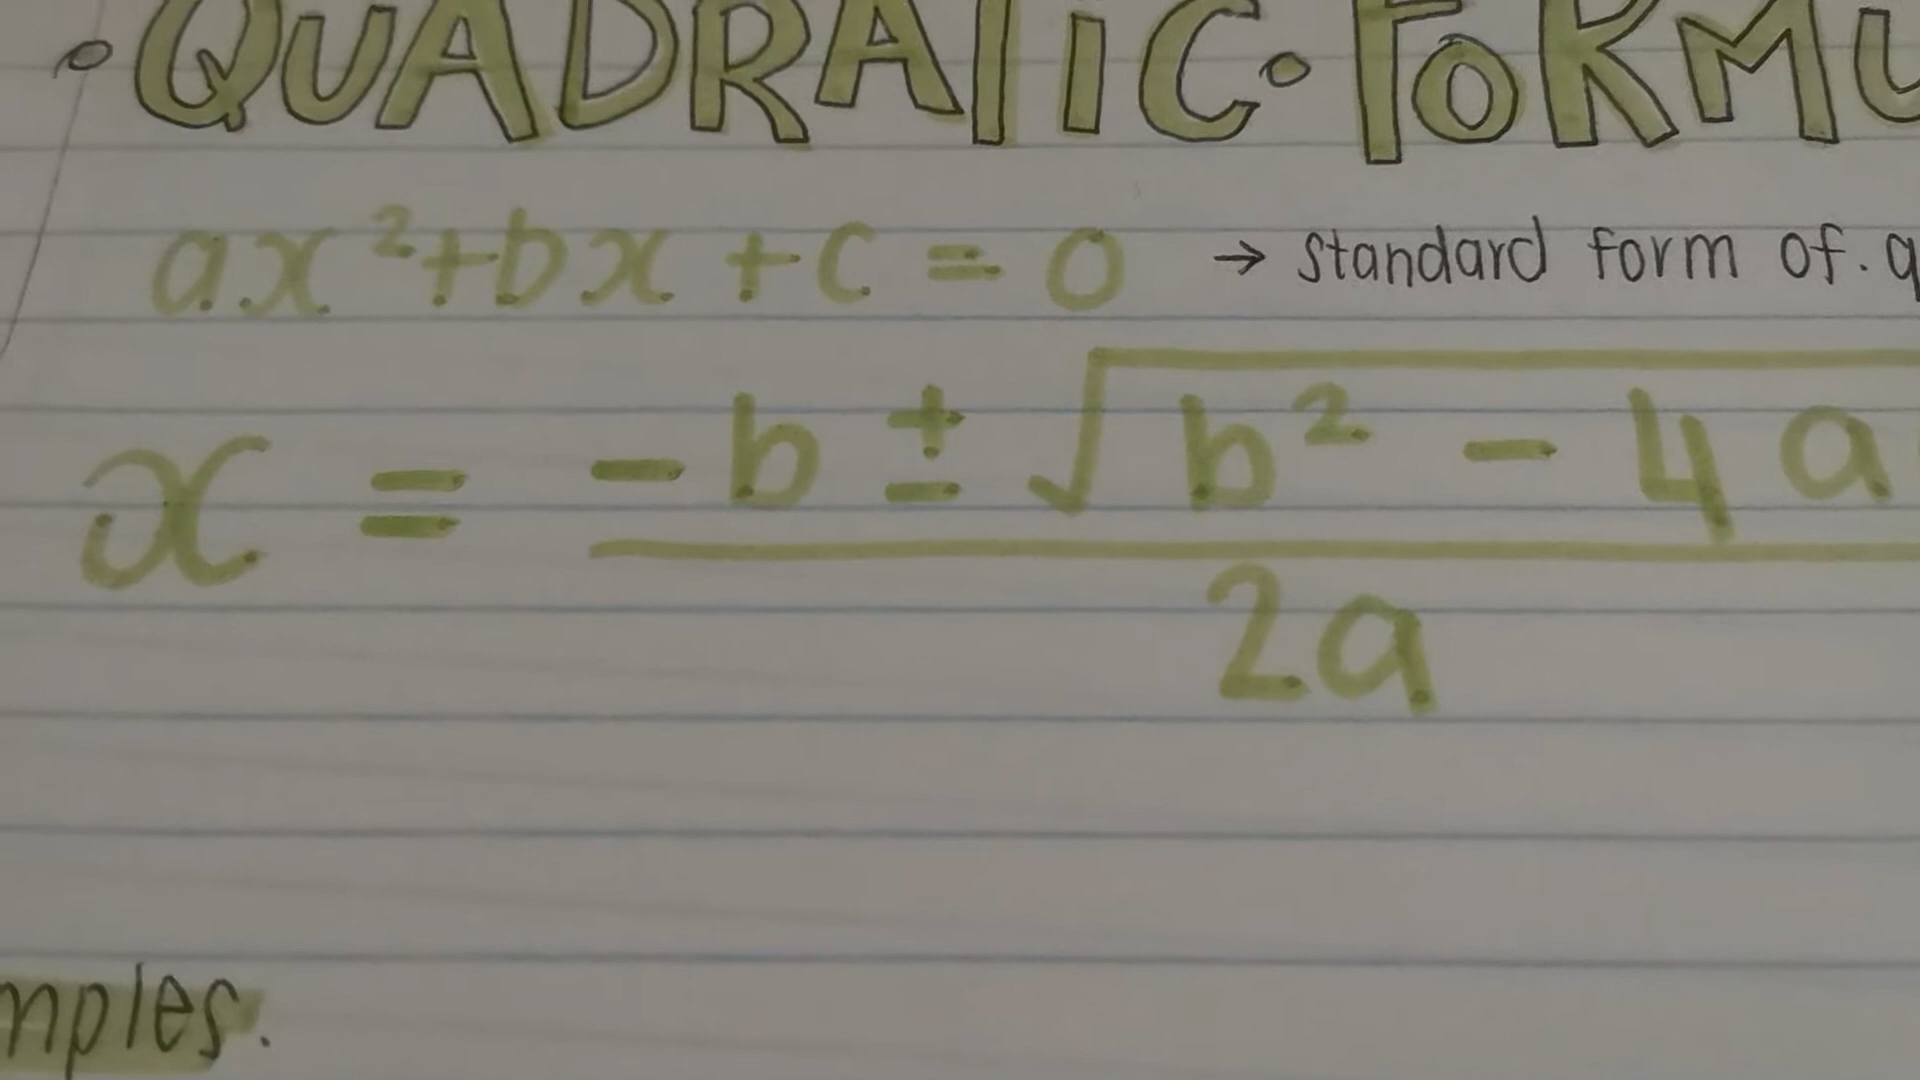 • QUADRATIC • FORMU
ax² + bx + c = 0 → standard form of . q
x = -b ± √b² - 4a
2a
mples.